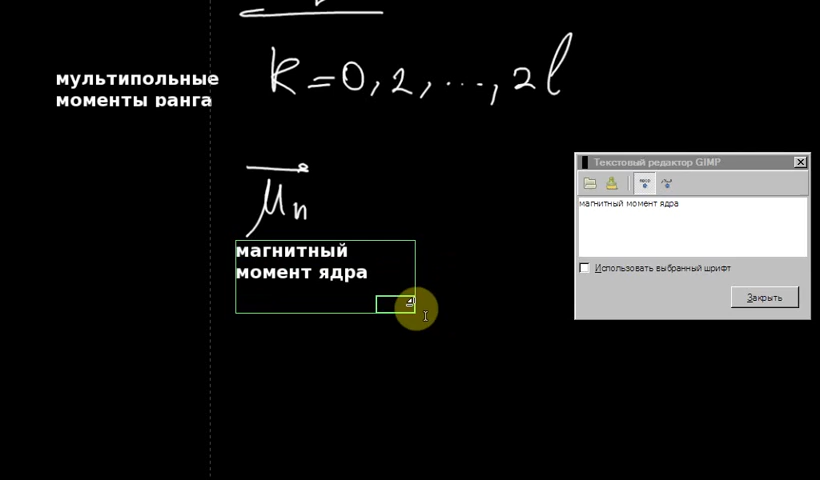 мультипольные
моменты ранга
k = 0, 2, ..., 2l
μn
магнитный
момент ядра
Текстовый редактор GIMP
магнитный момент ядра
Использовать выбранный шрифт
Закрыть